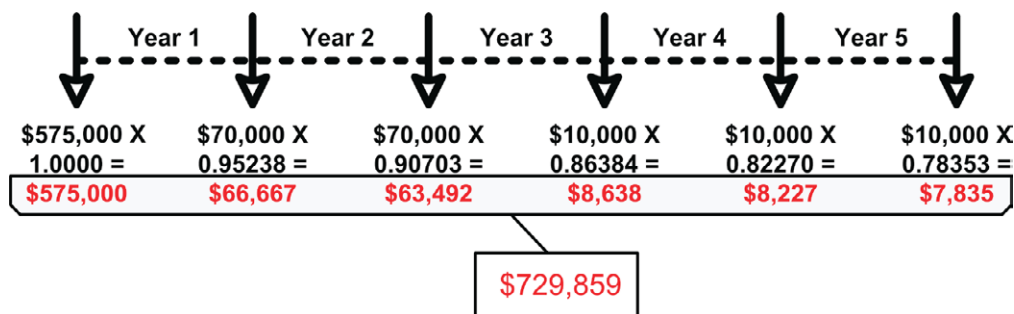 Year 1 Year 2 Year 3 Year 4 Year 5
$575,000 X $70,000 X $70,000 X $10,000 X $10,000 X $10,000 X
1.0000 = 0.95238 = 0.90703 = 0.86384 = 0.82270 = 0.78353 =
$575,000 $66,667 $63,492 $8,638 $8,227 $7,835
$729,859